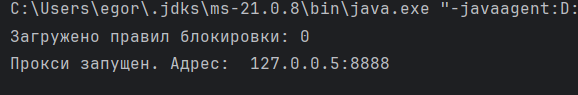 C:\Users\egor\.jdks\ms-21.0.8\bin\java.exe "-javaagent:D:
Загружено правил блокировки: 0
Прокси запущен. Адрес:  127.0.0.5:8888